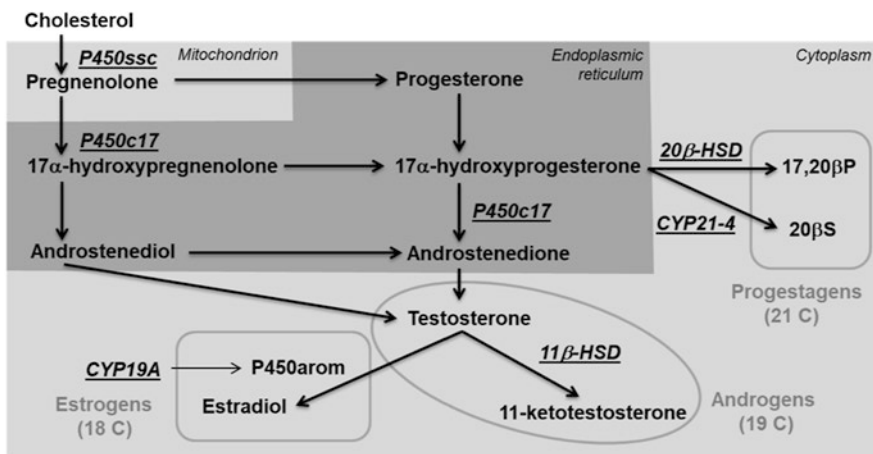 Cholesterol
P450ssc
Mitochondrion
Endoplasmic
reticulum
Cytoplasm
Pregnenolone
Progesterone
P450c17
17α-hydroxypregnenolone
17α-hydroxyprogesterone
20β-HSD
17,20βP
P450c17
CYP21-4
20βS
Androstenediol
Androstenedione
Progestagens
(21 C)
Testosterone
11β-HSD
CYP19A
P450arom
Estrogens
(18 C)
Estradiol
11-ketotestosterone
Androgens
(19 C)